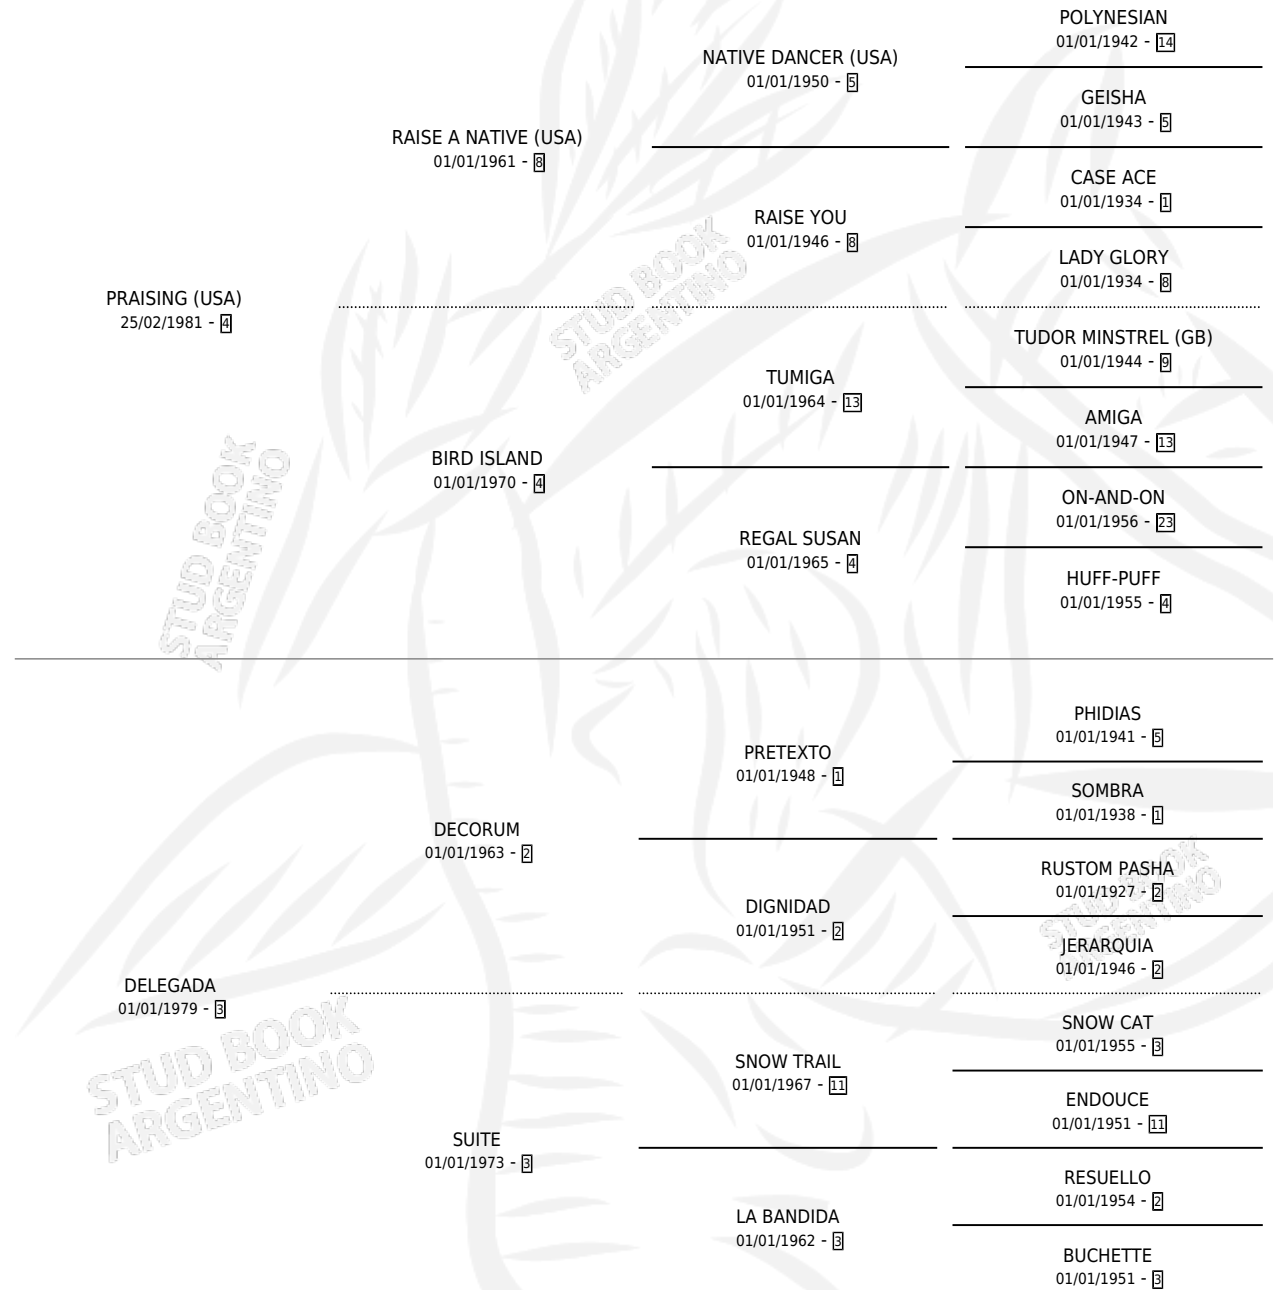 POLYNESIAN
01/01/1942 - 14
NATIVE DANCER (USA)
01/01/1950 - 5
GEISHA
01/01/1943 - 5
RAISE A NATIVE (USA)
01/01/1961 - 8
CASE ACE
01/01/1934 - 1
RAISE YOU
01/01/1946 - 8
LADY GLORY
01/01/1934 - 8
PRAISING (USA)
25/02/1981 - 4
TUDOR MINSTREL (GB)
01/01/1944 - 9
TUMIGA
01/01/1964 - 13
AMIGA
01/01/1947 - 13
BIRD ISLAND
01/01/1970 - 4
ON-AND-ON
01/01/1956 - 23
REGAL SUSAN
01/01/1965 - 4
HUFF-PUFF
01/01/1955 - 4
PHIDIAS
01/01/1941 - 5
PRETEXTO
01/01/1948 - 1
SOMBRA
01/01/1938 - 1
DECORUM
01/01/1963 - 2
RUSTOM PASHA
01/01/1927 - 2
DIGNIDAD
01/01/1951 - 2
JERARQUIA
01/01/1946 - 2
DELEGADA
01/01/1979 - 3
SNOW CAT
01/01/1955 - 3
SNOW TRAIL
01/01/1967 - 11
ENDOUCE
01/01/1951 - 11
SUITE
01/01/1973 - 3
RESUELLO
01/01/1954 - 2
LA BANDIDA
01/01/1962 - 3
BUCHETTE
01/01/1951 - 3
STUD BOOK
ARGENTINO
STUD BOOK
ARGENTINO
STUD BOOK
ARGENTINO
STUD BOOK
ARGENTINO